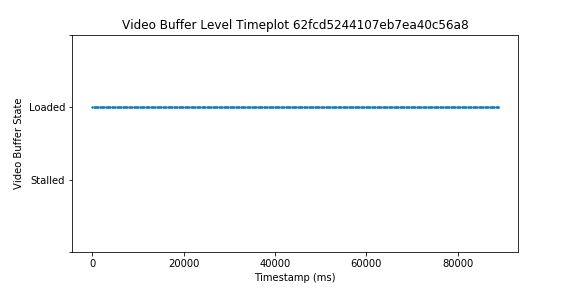 Video Buffer Level Timeplot 62fcd5244107eb7ea40c56a8
Video Buffer State
Loaded
Stalled
0 20000 40000 60000 80000
Timestamp (ms)